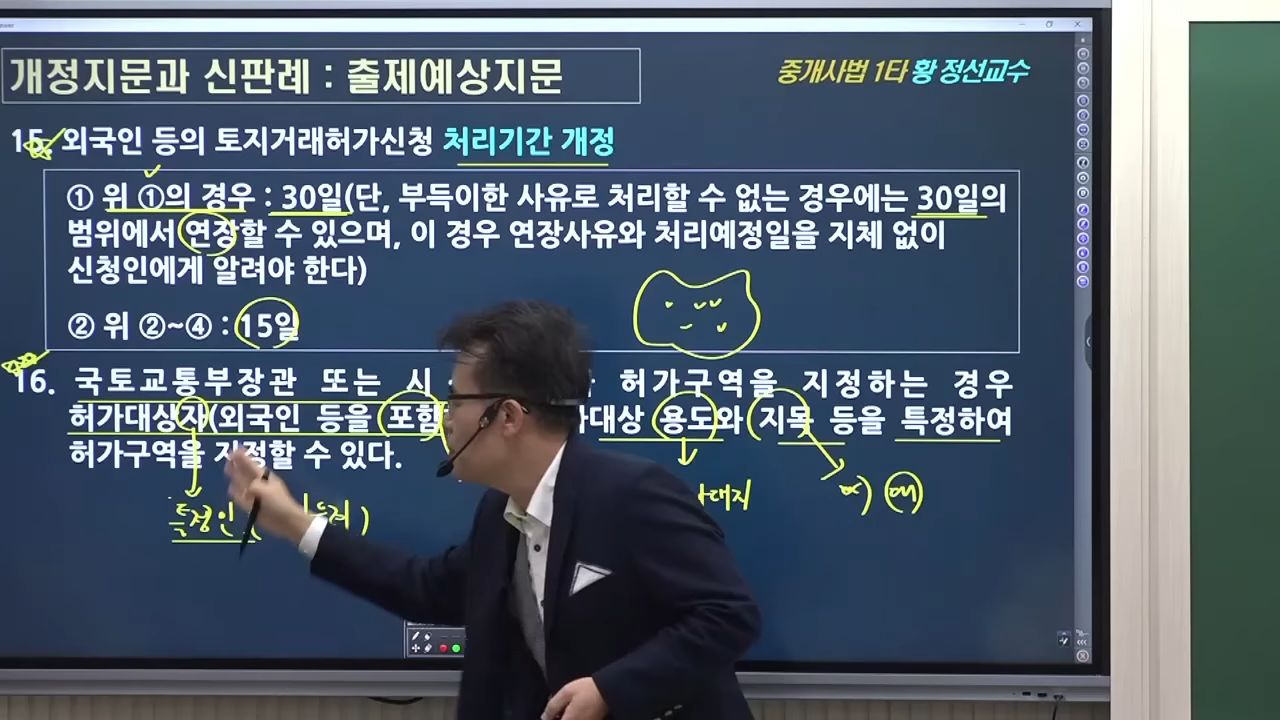 개정지문과 신판례 : 출제예상지문
중개사법 1타 황 정선교수
15. 외국인 등의 토지거래허가신청 처리기간 개정
① 위 ①의 경우 : 30일(단, 부득이한 사유로 처리할 수 없는 경우에는 30일의
범위에서 연장할 수 있으며, 이 경우 연장사유와 처리예정일을 지체 없이
신청인에게 알려야 한다)
② 위 ②~④ : 15일
16. 국토교통부장관 또는 시 허가구역을 지정하는 경우
허가대상자(외국인 등을 포함 대상 용도와 지목 등을 특정하여
허가구역을 지정할 수 있다.
특정인